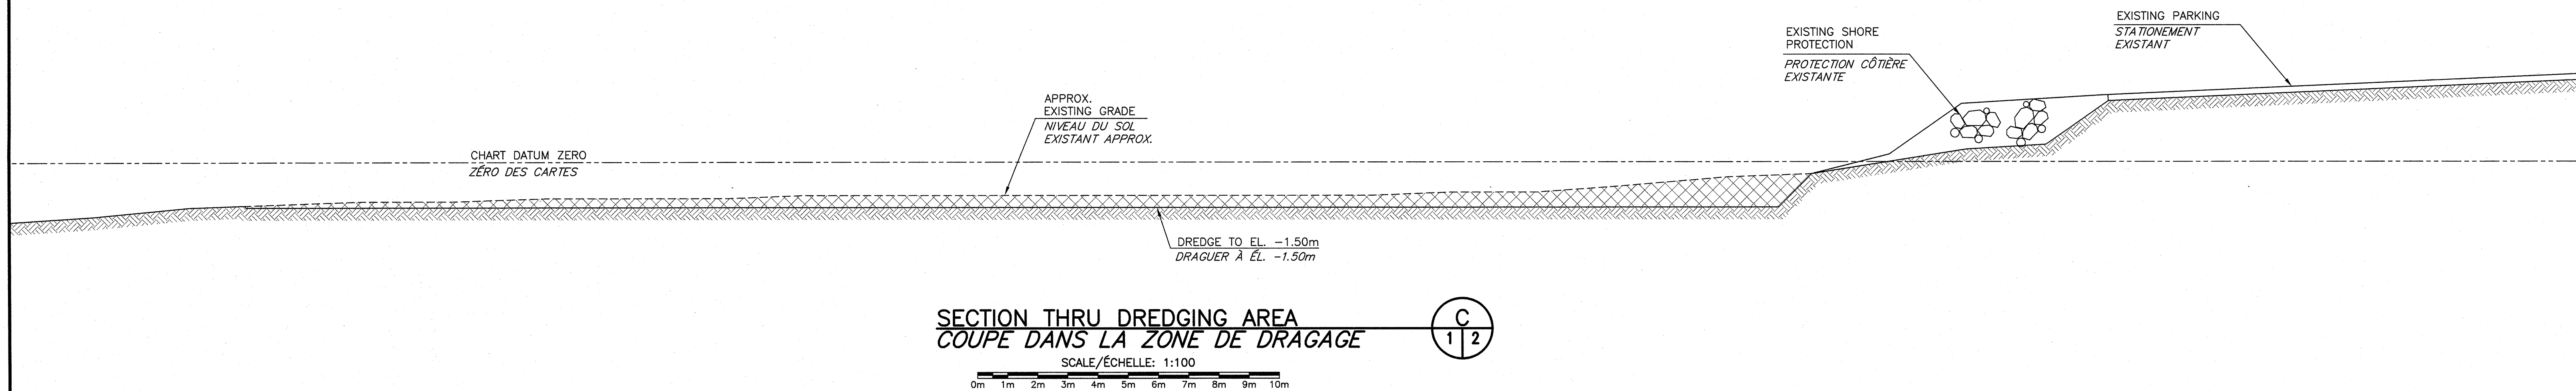 EXISTING PARKING
STATIONEMENT
EXISTANT
EXISTING SHORE
PROTECTION
PROTECTION CÔTIÈRE
EXISTANTE
APPROX.
EXISTING GRADE
NIVEAU DU SOL
EXISTANT APPROX.
CHART DATUM ZERO
ZÉRO DES CARTES
DREDGE TO EL. -1.50m
DRAGUER À ÉL. -1.50m
SECTION THRU DREDGING AREA
COUPE DANS LA ZONE DE DRAGAGE
C
1 2
SCALE/ÉCHELLE: 1:100
0m 1m 2m 3m 4m 5m 6m 7m 8m 9m 10m